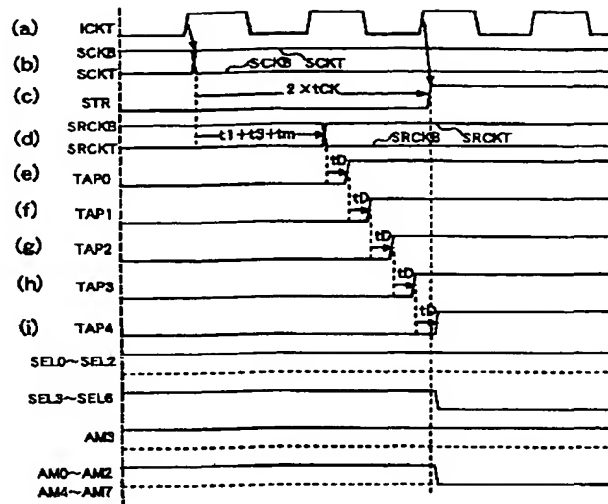 (a) ICKT
SCKB
(b) SCKB SCKT
SCKT
(c) 2×tCK
STR
SRCKB
(d) t1+t3+tm SRCKB SRCKT
SRCKT
(e) tD
TAP0
(f) tD
TAP1
(g) tD
TAP2
(h) tD
TAP3
(i) tD
TAP4
SEL0~SEL2
SEL3~SEL6
AM3
AM0~AM2
AM4~AM7